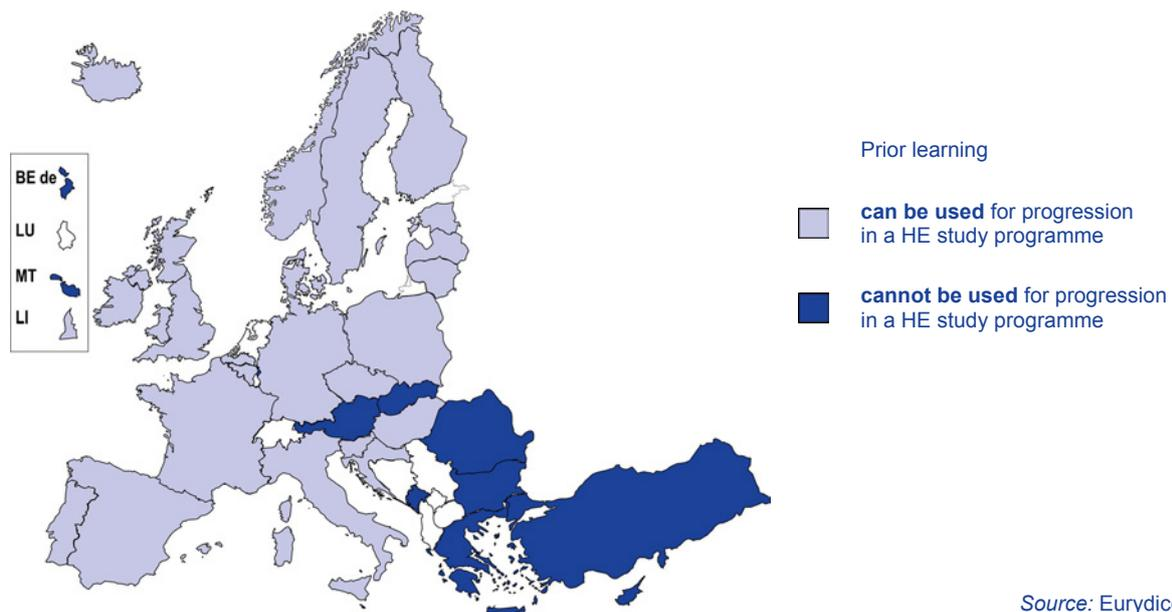 BE de
LU
MT
LI
Prior learning
can be used for progression
in a HE study programme
cannot be used for progression
in a HE study programme
Source: Eurydic